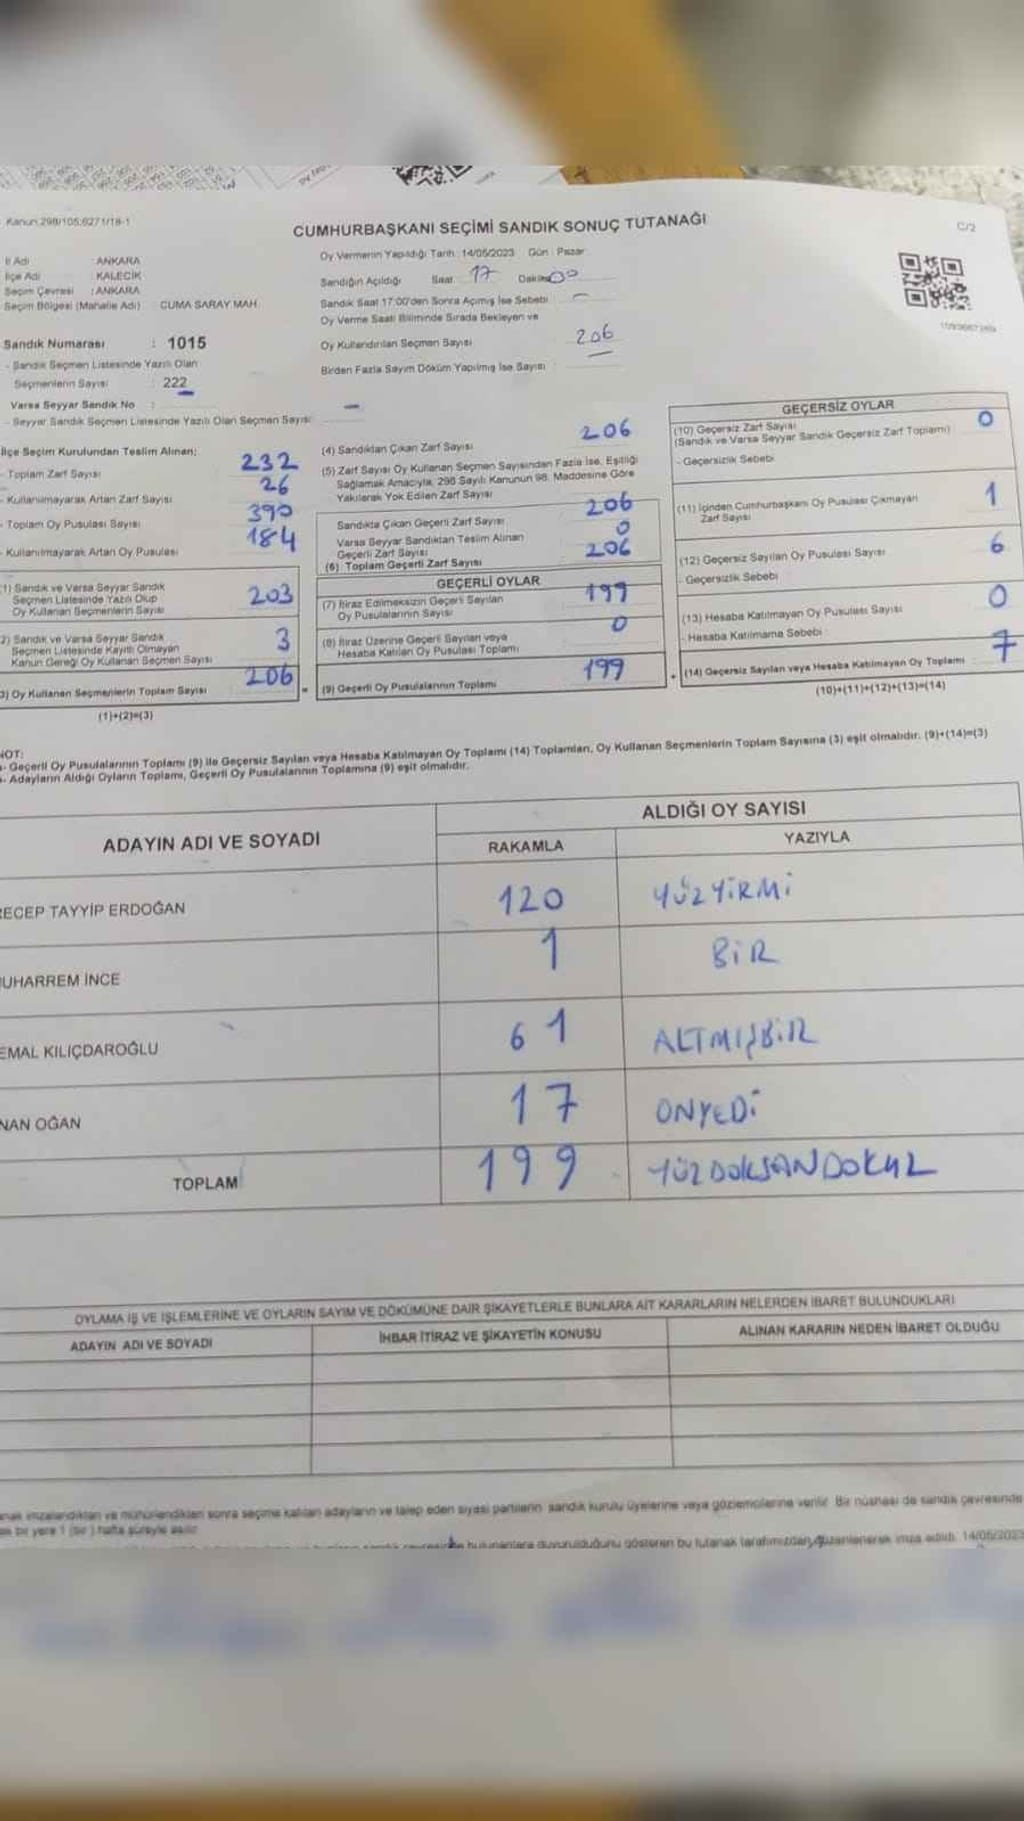 Kanun:298/105;6271/18-1
CUMHURBAŞKANI SEÇİMİ SANDIK SONUÇ TUTANAĞI
C/2
İl Adı : ANKARA
İlçe Adı : KALECİK
Seçim Çevresi : ANKARA
Seçim Bölgesi (Mahalle Adı) CUMA SARAY MAH.
Sandık Numarası : 1015
- Sandık Seçmen Listesinde Yazılı Olan
Seçmenlerin Sayısı : 222
Varsa Seyyar Sandık No :
- Seyyar Sandık Seçmen Listesinde Yazılı Olan Seçmen Sayısı: -
Oy Vermenin Yapıldığı Tarih : 14/05/2023 Gün : Pazar
Sandığın Açıldığı Saat 17 Dakika 00
Sandık Saat 17:00'den Sonra Açılmış İse Sebebi -
Oy Verme Saati Bitiminde Sırada Bekleyen ve
Oy Kullandırılan Seçmen Sayısı 206
Birden Fazla Sayım Döküm Yapılmış İse Sayısı : -
İlçe Seçim Kurulundan Teslim Alınan:
- Toplam Zarf Sayısı 232
- Kullanılmayarak Artan Zarf Sayısı 26
- Toplam Oy Pusulası Sayısı 390
- Kullanılmayarak Artan Oy Pusulası 184
(1) Sandık ve Varsa Seyyar Sandık
Seçmen Listesinde Yazılı Olup
Oy Kullanan Seçmenlerin Sayısı 203
(2) Sandık ve Varsa Seyyar Sandık
Seçmen Listesinde Kayıtlı Olmayan
Kanun Gereği Oy Kullanan Seçmen Sayısı 3
(3) Oy Kullanan Seçmenlerin Toplam Sayısı 206
(1)+(2)=(3)
(4) Sandıktan Çıkan Zarf Sayısı 206
(5) Zarf Sayısı Oy Kullanan Seçmen Sayısından Fazla İse, Eşitliği
Sağlamak Amacıyla, 298 Sayılı Kanunun 98. Maddesine Göre
Yakılarak Yok Edilen Zarf Sayısı
Sandıkta Çıkan Geçerli Zarf Sayısı 206
Varsa Seyyar Sandıktan Teslim Alınan
Geçerli Zarf Sayısı 0
(6) Toplam Geçerli Zarf Sayısı 206
GEÇERLİ OYLAR
(7) İtiraz Edilmeksizin Geçerli Sayılan
Oy Pusulalarının Sayısı 199
(8) İtiraz Üzerine Geçerli Sayılan veya
Hesaba Katılan Oy Pusulası Toplamı 0
= (9) Geçerli Oy Pusulalarının Toplamı 199
GEÇERSİZ OYLAR
(10) Geçersiz Zarf Sayısı 0
(Sandık ve Varsa Seyyar Sandık Geçersiz Zarf Toplamı)
- Geçersizlik Sebebi
(11) İçinden Cumhurbaşkanı Oy Pusulası Çıkmayan
Zarf Sayısı 1
(12) Geçersiz Sayılan Oy Pusulası Sayısı 6
- Geçersizlik Sebebi
(13) Hesaba Katılmayan Oy Pusulası Sayısı 0
- Hesaba Katılmama Sebebi
+ (14) Geçersiz Sayılan veya Hesaba Katılmayan Oy Toplamı 7
(10)+(11)+(12)+(13)=(14)
NOT:
- Geçerli Oy Pusulalarının Toplamı (9) ile Geçersiz Sayılan veya Hesaba Katılmayan Oy Toplamı (14) Toplamları, Oy Kullanan Seçmenlerin Toplam Sayısına (3) eşit olmalıdır. (9)+(14)=(3)
- Adayların Aldığı Oyların Toplamı, Geçerli Oy Pusulalarının Toplamına (9) eşit olmalıdır.
ADAYIN ADI VE SOYADI ALDIĞI OY SAYISI
RAKAMLA YAZIYLA
RECEP TAYYİP ERDOĞAN 120 YÜZYİRMİ
UHARREM İNCE 1 BİR
EMAL KILIÇDAROĞLU 61 ALTMIŞBİR
NAN OĞAN 17 ONYEDİ
TOPLAM 199 YÜZDOKSANDOKUZ
OYLAMA İŞ VE İŞLEMLERİNE VE OYLARIN SAYIM VE DÖKÜMÜNE DAİR ŞİKAYETLERLE BUNLARA AİT KARARLARIN NELERDEN İBARET BULUNDUKLARI
ADAYIN ADI VE SOYADI İHBAR İTİRAZ VE ŞİKAYETİN KONUSU ALINAN KARARIN NEDEN İBARET OLDUĞU
imzalandıktan ve mühürlendikten sonra seçime katılan adayların ve talep eden siyasi partilerin sandık kurulu üyelerine veya gözlemcilerine verilir. Bir nüshası de sandık çevresinde
bir yere 1 (bir) hafta süreyle asılır.
bulunanlara duyurulduğunu gösteren bu tutanak tarafımızdan düzenlenerek imza edildi. 14/05/2023